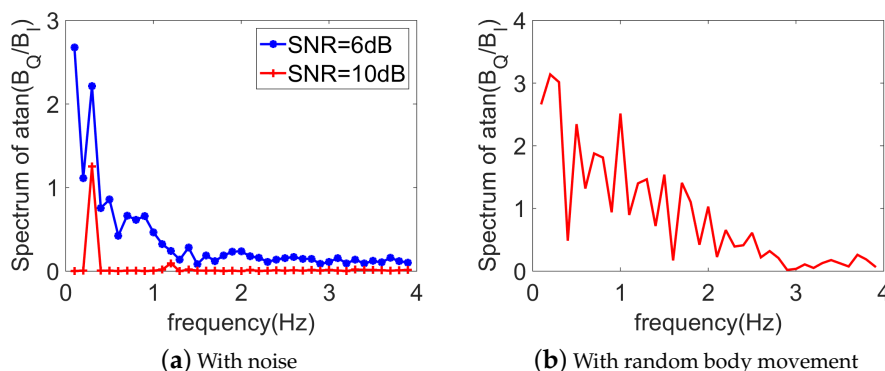 3
2
1
0
0
1
2
3
4
Spectrum of atan(B_Q/B_I)
frequency(Hz)
SNR=6dB
SNR=10dB
(a) With noise
4
3
2
1
0
0
1
2
3
4
Spectrum of atan(B_Q/B_I)
frequency(Hz)
(b) With random body movement